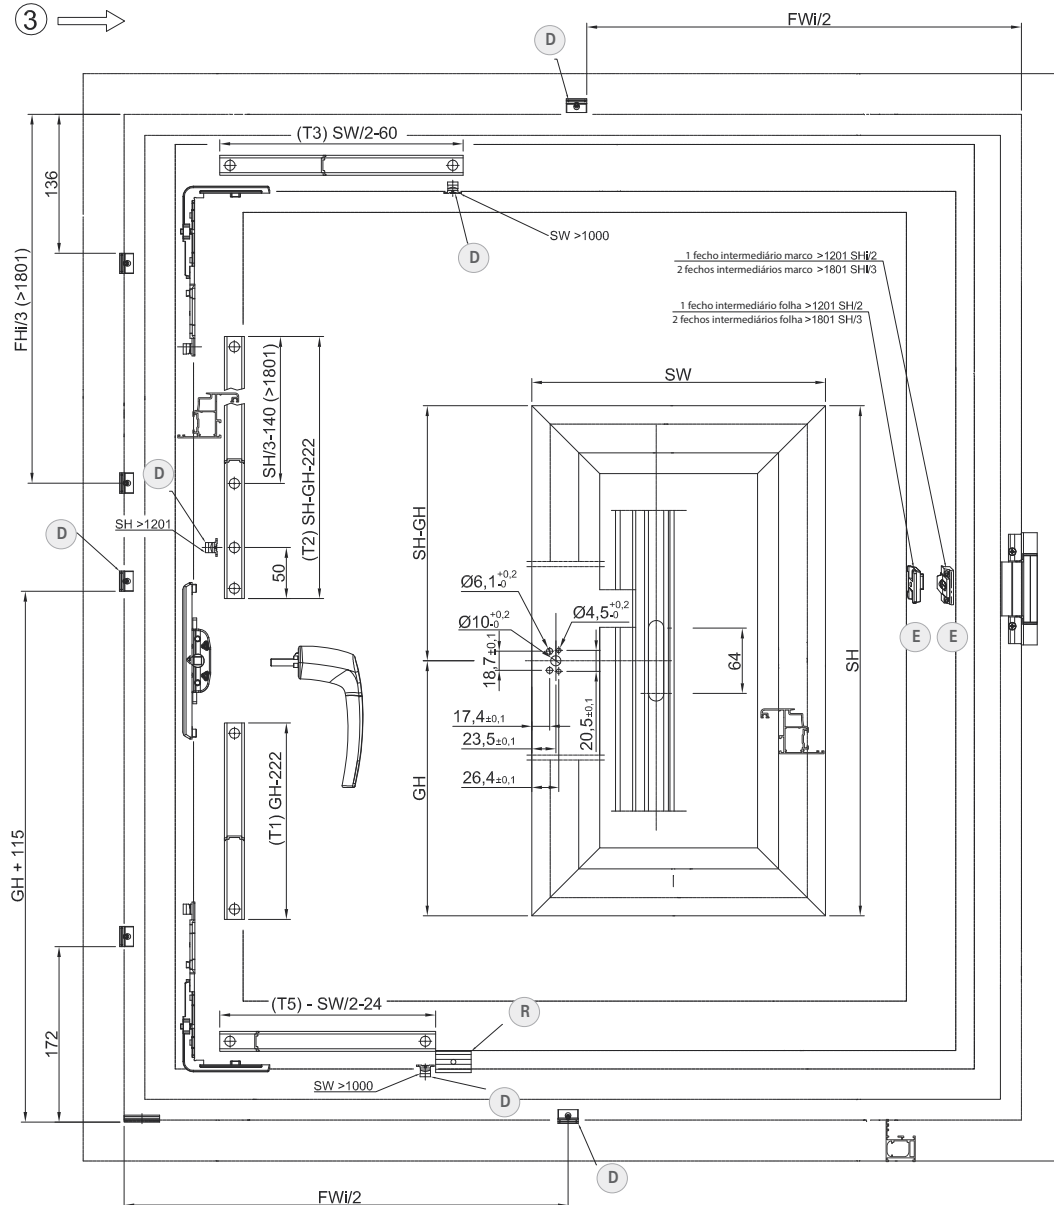 3
FWi/2
D
(T3) SW/2-60
136
FHi/3 (>1801)
D
SW >1000
1 fecho intermediário marco >1201 SHi/2
2 fechos intermediários marco >1801 SHi/3
1 fecho intermediário folha >1201 SH/2
2 fechos intermediários folha >1801 SH/3
SW
SH/3-140 (>1801)
(T2) SH-GH-222
SH-GH
D
SH >1201
D
50
Ø6,1 +0,2 -0
Ø10 +0,2 -0
Ø4,5 +0,2 -0
18,7±0,1
64
SH
E
E
17,4±0,1
23,5±0,1
26,4±0,1
20,5±0,1
(T1) GH-222
GH
GH + 115
(T5) - SW/2-24
R
172
SW >1000
D
D
FWi/2